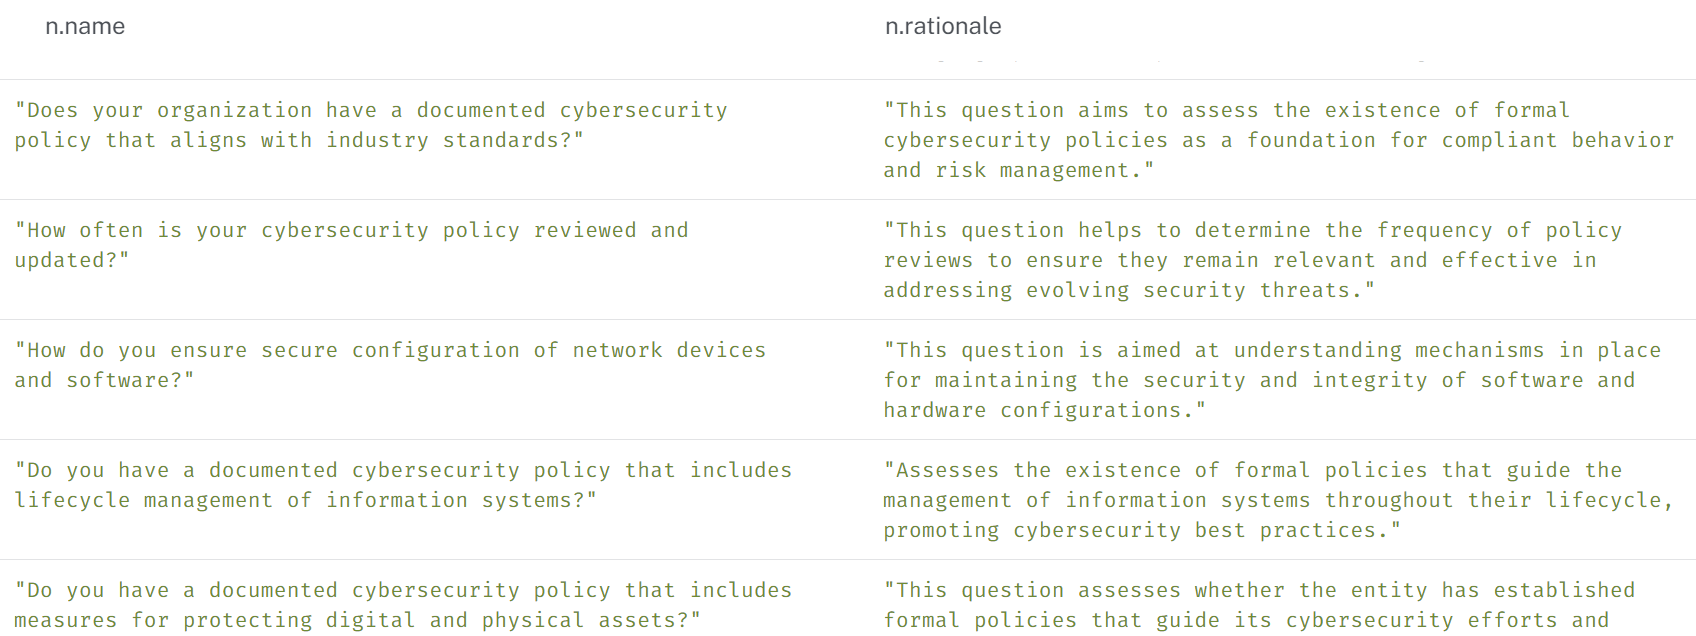 n.name
n.rationale
"Does your organization have a documented cybersecurity
policy that aligns with industry standards?"
"This question aims to assess the existence of formal
cybersecurity policies as a foundation for compliant behavior
and risk management."
"How often is your cybersecurity policy reviewed and
updated?"
"This question helps to determine the frequency of policy
reviews to ensure they remain relevant and effective in
addressing evolving security threats."
"How do you ensure secure configuration of network devices
and software?"
"This question is aimed at understanding mechanisms in place
for maintaining the security and integrity of software and
hardware configurations."
"Do you have a documented cybersecurity policy that includes
lifecycle management of information systems?"
"Assesses the existence of formal policies that guide the
management of information systems throughout their lifecycle,
promoting cybersecurity best practices."
"Do you have a documented cybersecurity policy that includes
measures for protecting digital and physical assets?"
"This question assesses whether the entity has established
formal policies that guide its cybersecurity efforts and